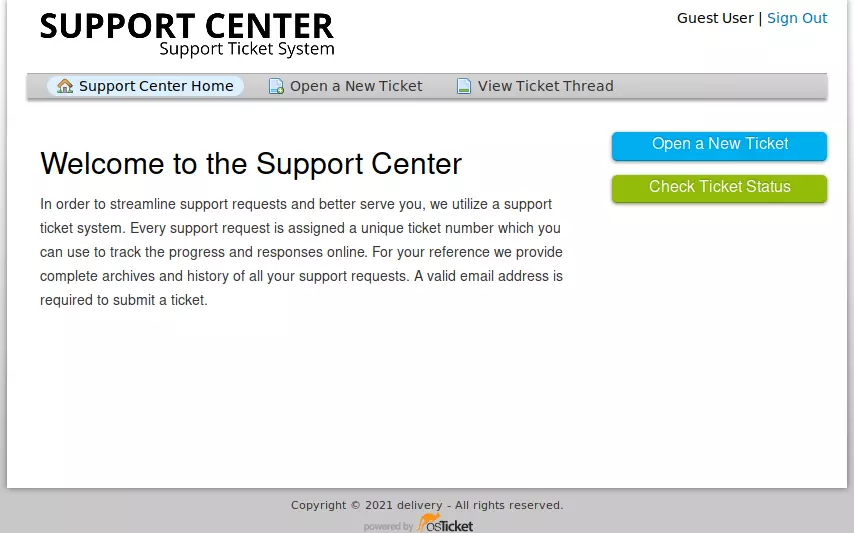 SUPPORT CENTER
Support Ticket System
Guest User | Sign Out
Support Center Home
Open a New Ticket
View Ticket Thread
Welcome to the Support Center
In order to streamline support requests and better serve you, we utilize a support
ticket system. Every support request is assigned a unique ticket number which you
can use to track the progress and responses online. For your reference we provide
complete archives and history of all your support requests. A valid email address is
required to submit a ticket.
Open a New Ticket
Check Ticket Status
Copyright © 2021 delivery - All rights reserved.
powered by osTicket